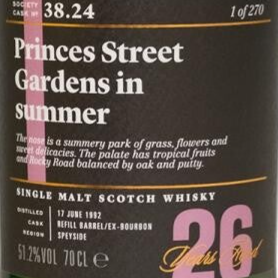 SOCIETY
CASK Nº 38.24
1 of 270
Princes Street
Gardens in
summer
The nose is a summery park of grass, flowers and
sweet delicacies. The palate has tropical fruits
and Rocky Road balanced by oak and putty.
SINGLE MALT SCOTCH WHISKY
DISTILLED 17 JUNE 1992
CASK REFILL BARREL/EX-BOURBON
REGION SPEYSIDE
26
Years Aged
51.2%VOL 70CL e